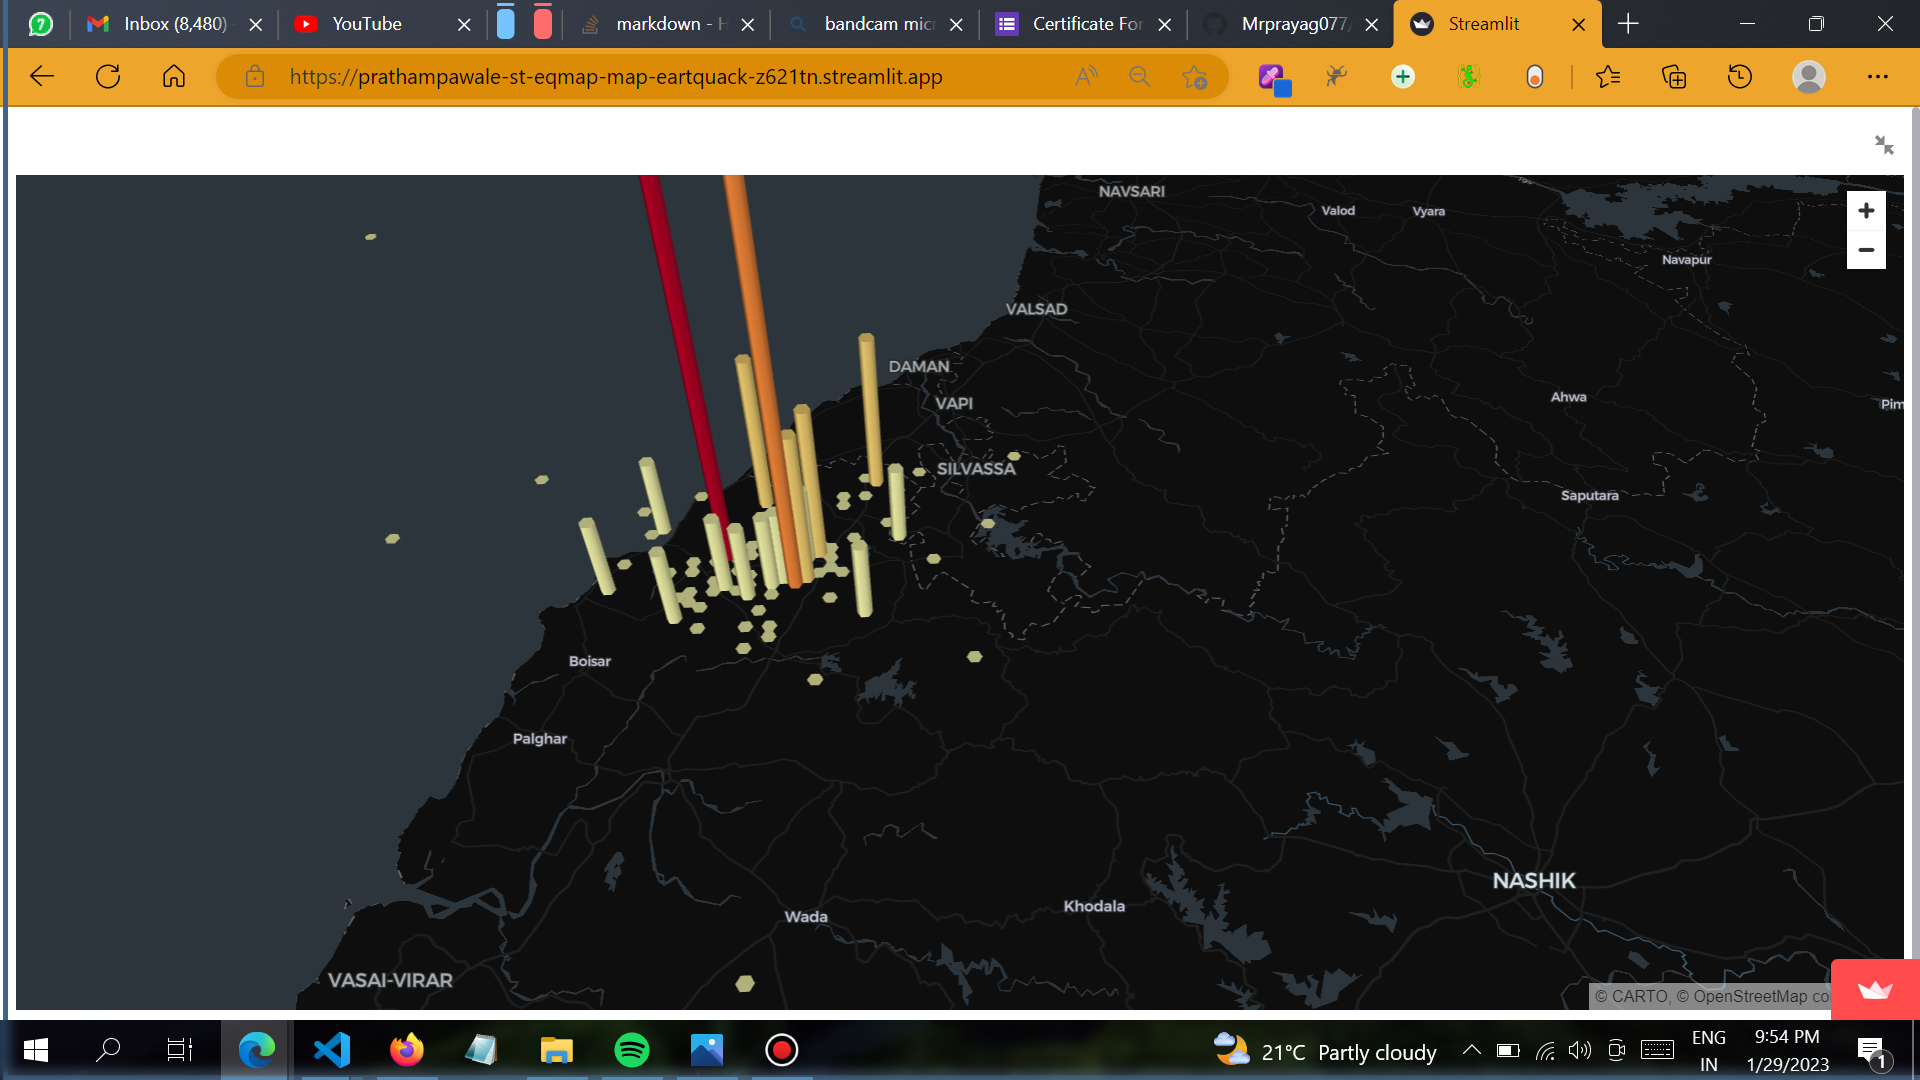 7
Inbox (8,480)
YouTube
markdown - H
bandcam mic
Certificate For
Mrprayag077
Streamlit
https://prathampawale-st-eqmap-map-eartquack-z621tn.streamlit.app
NAVSARI
Valod
Vyara
Navapur
VALSAD
DAMAN
VAPI
Ahwa
Pim
SILVASSA
Saputara
Boisar
Palghar
NASHIK
Khodala
Wada
VASAI-VIRAR
© CARTO, © OpenStreetMap co
21°C Partly cloudy
ENG
IN
9:54 PM
1/29/2023
1